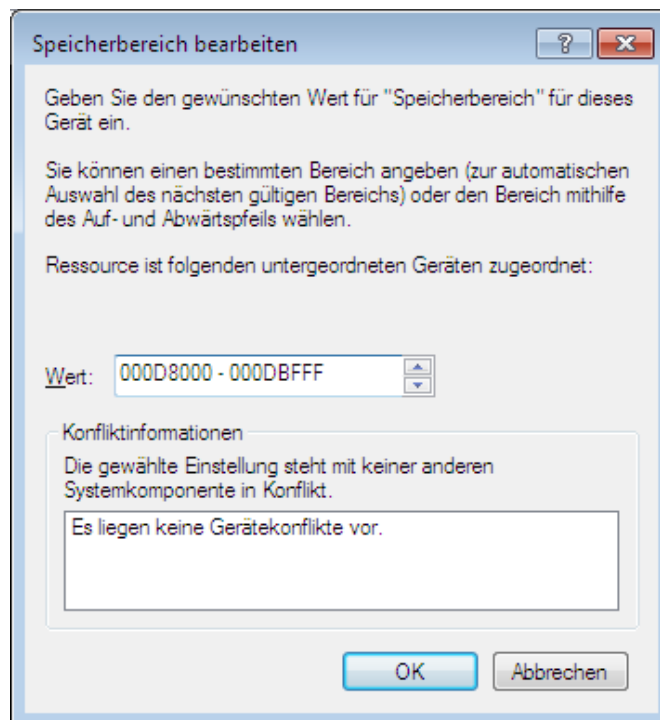 Speicherbereich bearbeiten
Geben Sie den gewünschten Wert für "Speicherbereich" für dieses
Gerät ein.
Sie können einen bestimmten Bereich angeben (zur automatischen
Auswahl des nächsten gültigen Bereichs) oder den Bereich mithilfe
des Auf- und Abwärtspfeils wählen.
Ressource ist folgenden untergeordneten Geräten zugeordnet:
Wert: 000D8000 - 000DBFFF
Konfliktinformationen
Die gewählte Einstellung steht mit keiner anderen
Systemkomponente in Konflikt.
Es liegen keine Gerätekonflikte vor.
OK Abbrechen